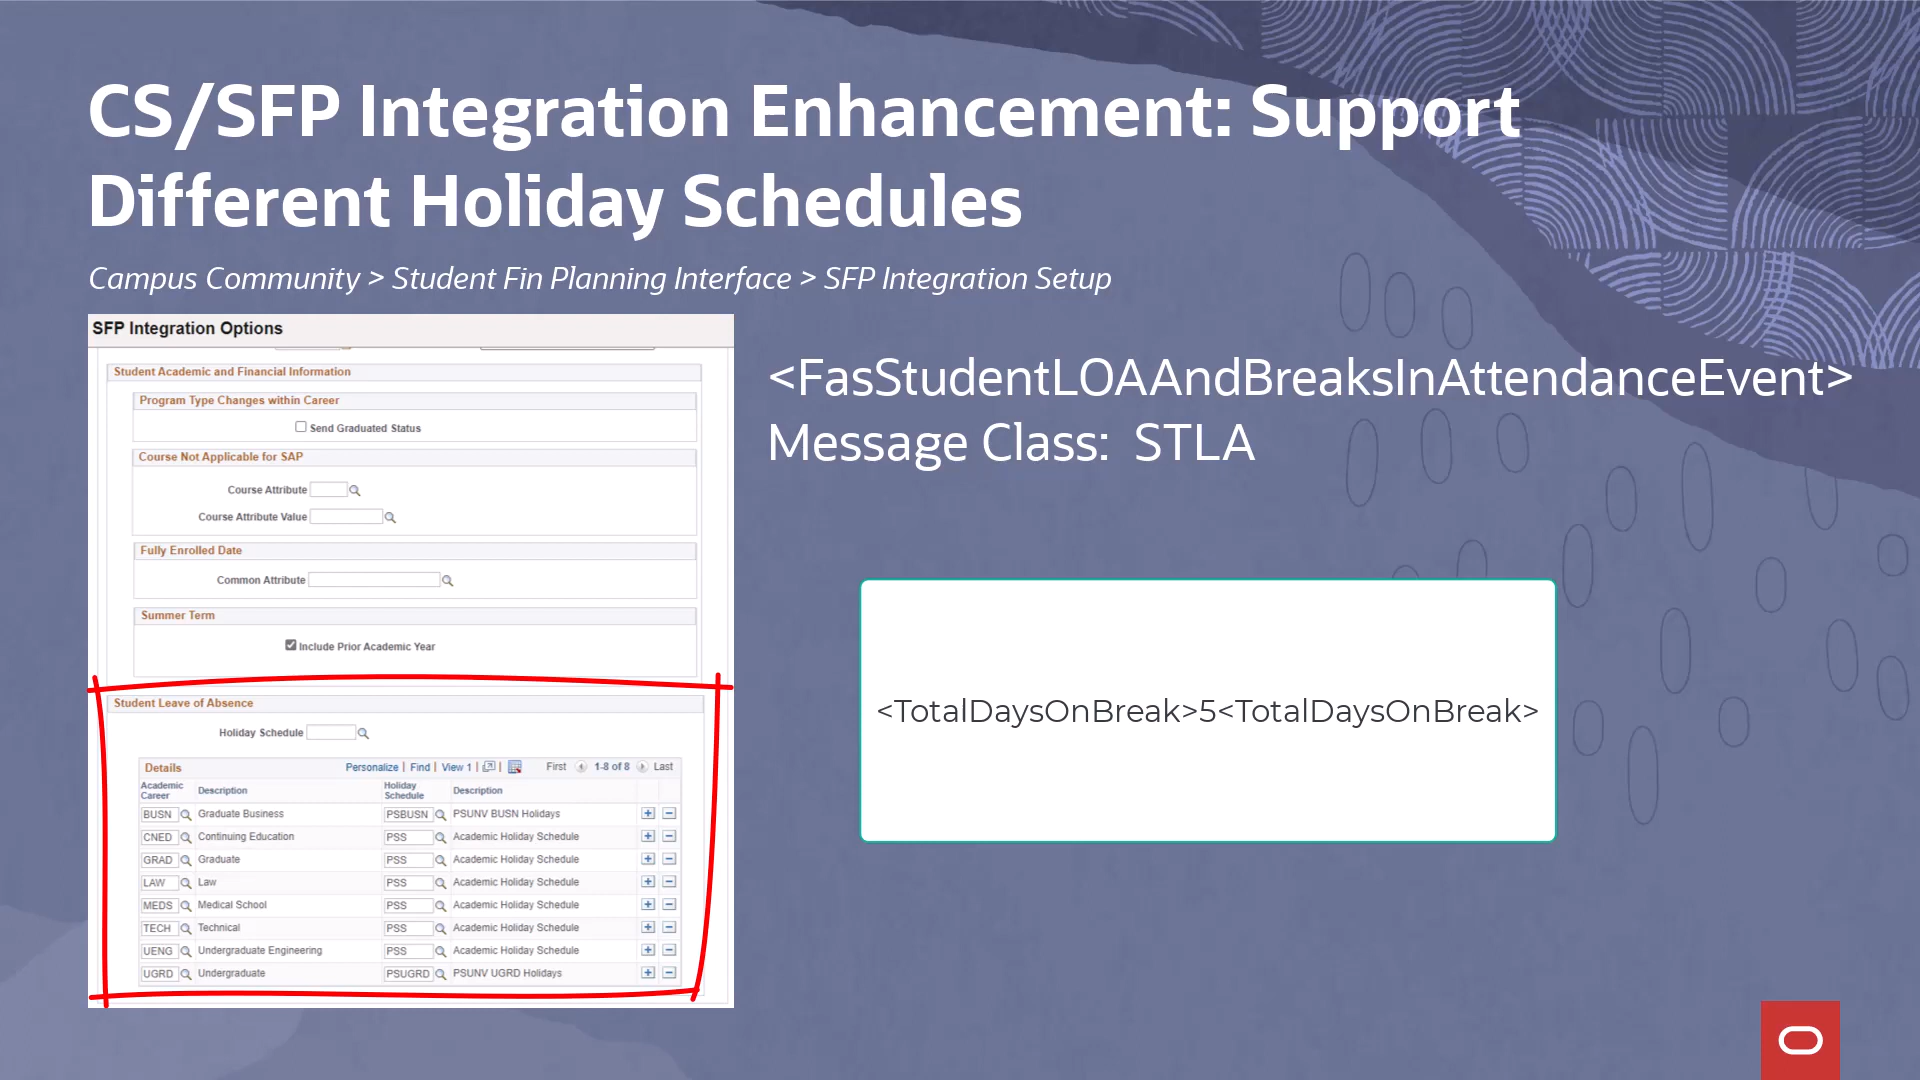 CS/SFP Integration Enhancement: Support
Different Holiday Schedules
Campus Community > Student Fin Planning Interface > SFP Integration Setup
SFP Integration Options
Student Academic and Financial Information
Program Type Changes within Career
Send Graduated Status
Course Not Applicable for SAP
Course Attribute
Course Attribute Value
Fully Enrolled Date
Common Attribute
Summer Term
Include Prior Academic Year
Student Leave of Absence
Holiday Schedule
Details Personalize | Find | View 1 | | First 1-8 of 8 Last
Academic Career Description Holiday Schedule Description
BUSN Graduate Business PSBUSN PSUNV BUSN Holidays
CNED Continuing Education PSS Academic Holiday Schedule
GRAD Graduate PSS Academic Holiday Schedule
LAW Law PSS Academic Holiday Schedule
MEDS Medical School PSS Academic Holiday Schedule
TECH Technical PSS Academic Holiday Schedule
UENG Undergraduate Engineering PSS Academic Holiday Schedule
UGRD Undergraduate PSUGRD PSUNV UGRD Holidays
<FasStudentLOAAndBreaksInAttendanceEvent>
Message Class: STLA
<TotalDaysOnBreak>5<TotalDaysOnBreak>